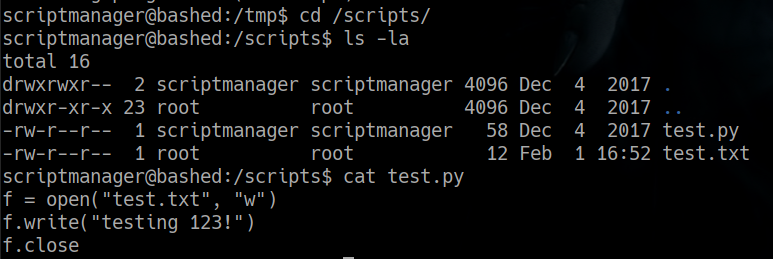 scriptmanager@bashed:/tmp$ cd /scripts/
scriptmanager@bashed:/scripts$ ls -la
total 16
drwxrwxr--  2 scriptmanager scriptmanager 4096 Dec  4  2017 .
drwxr-xr-x 23 root          root          4096 Dec  4  2017 ..
-rw-r--r--  1 scriptmanager scriptmanager   58 Dec  4  2017 test.py
-rw-r--r--  1 root          root            12 Feb  1 16:52 test.txt
scriptmanager@bashed:/scripts$ cat test.py
f = open("test.txt", "w")
f.write("testing 123!")
f.close